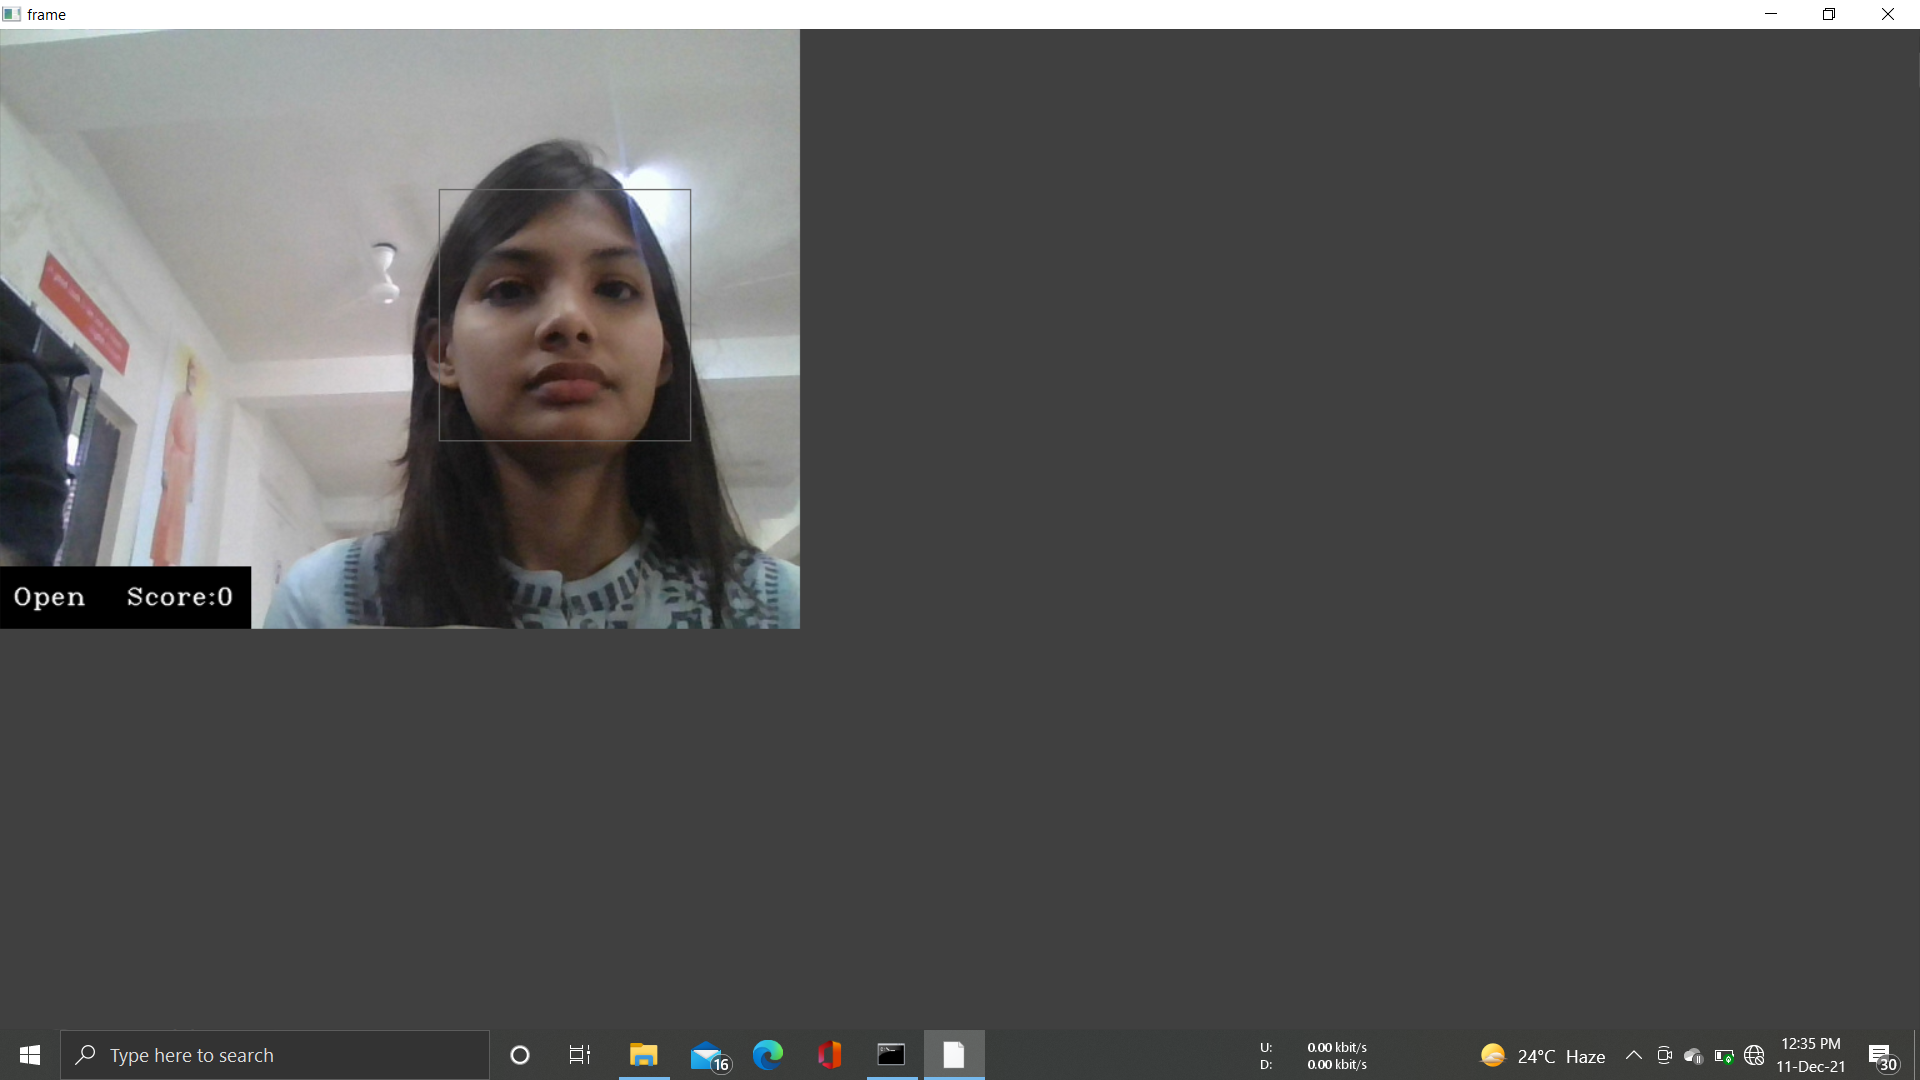 frame
Open Score:0
Type here to search
16
U: 0.00 kbit/s
D: 0.00 kbit/s
24°C Haze
12:35 PM
11-Dec-21
30